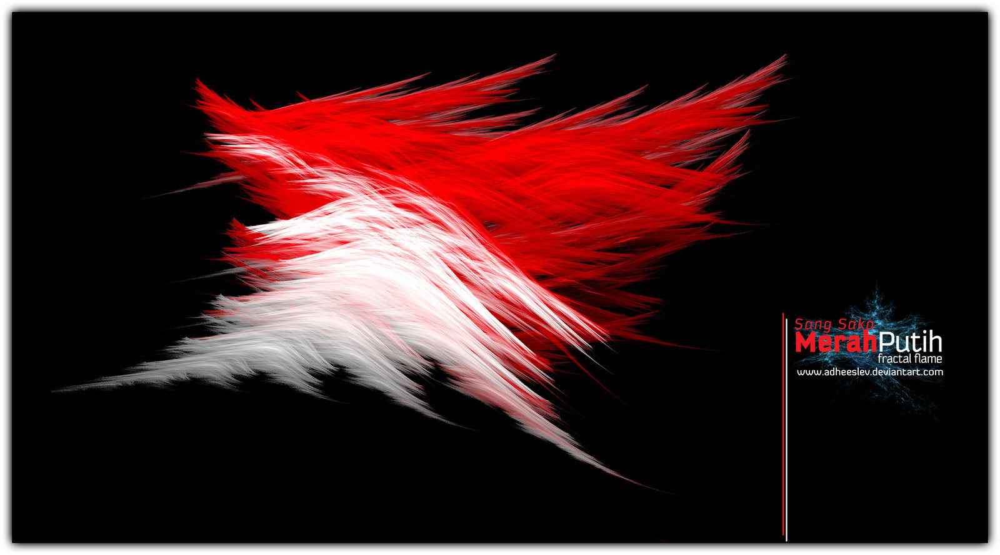 Sang Saka
MerahPutih
fractal flame
www.adheeslev.deviantart.com